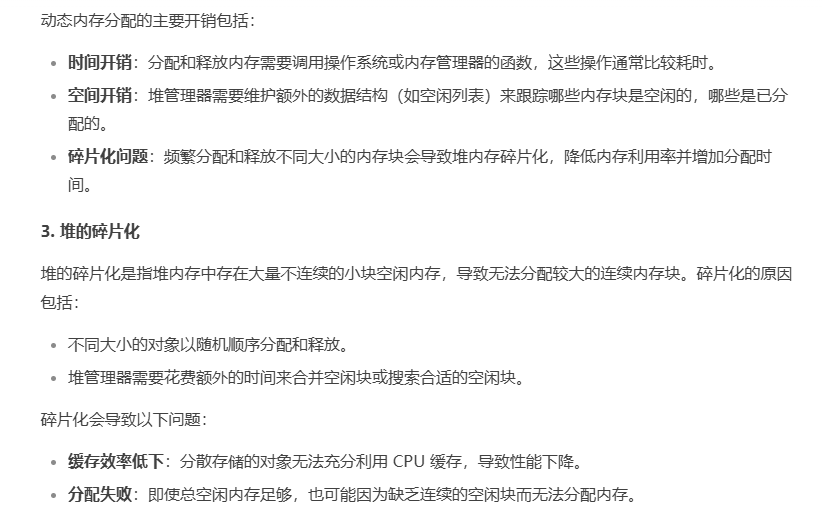 动态内存分配的主要开销包括：
• 时间开销：分配和释放内存需要调用操作系统或内存管理器的函数，这些操作通常比较耗时。
• 空间开销：堆管理器需要维护额外的数据结构（如空闲列表）来跟踪哪些内存块是空闲的，哪些是已分
配的。
• 碎片化问题：频繁分配和释放不同大小的内存块会导致堆内存碎片化，降低内存利用率并增加分配时
间。
3. 堆的碎片化
堆的碎片化是指堆内存中存在大量不连续的小块空闲内存，导致无法分配较大的连续内存块。碎片化的原因
包括：
• 不同大小的对象以随机顺序分配和释放。
• 堆管理器需要花费额外的时间来合并空闲块或搜索合适的空闲块。
碎片化会导致以下问题：
• 缓存效率低下：分散存储的对象无法充分利用 CPU 缓存，导致性能下降。
• 分配失败：即使总空闲内存足够，也可能因为缺乏连续的空闲块而无法分配内存。